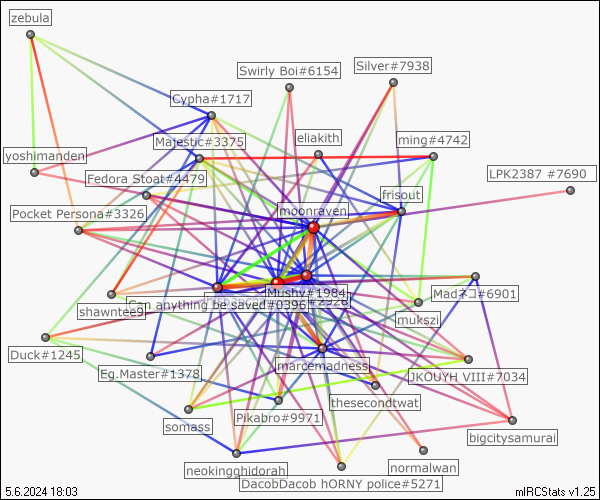 zebula
Swirly Boi#6154
Silver#7938
Cypha#1717
eliakith
ming#4742
Majestic#3375
yoshimanden
Fedora Stoat#4479
LPK2387 #7690
frisout
Pocket Persona#3326
moonraven
Mushy#1984
Madネコ#6901
Can anything be saved#0396
#2928
shawntee9
mukszi
Duck#1245
marcemadness
Eg.Master#1378
JKOUYH VIII#7034
thesecondtwat
Pikabro#9971
somass
bigcitysamurai
neokingghidorah
normalwan
DacobDacob hORNY police#5271
5.6.2024 18:03
mIRCStats v1.25